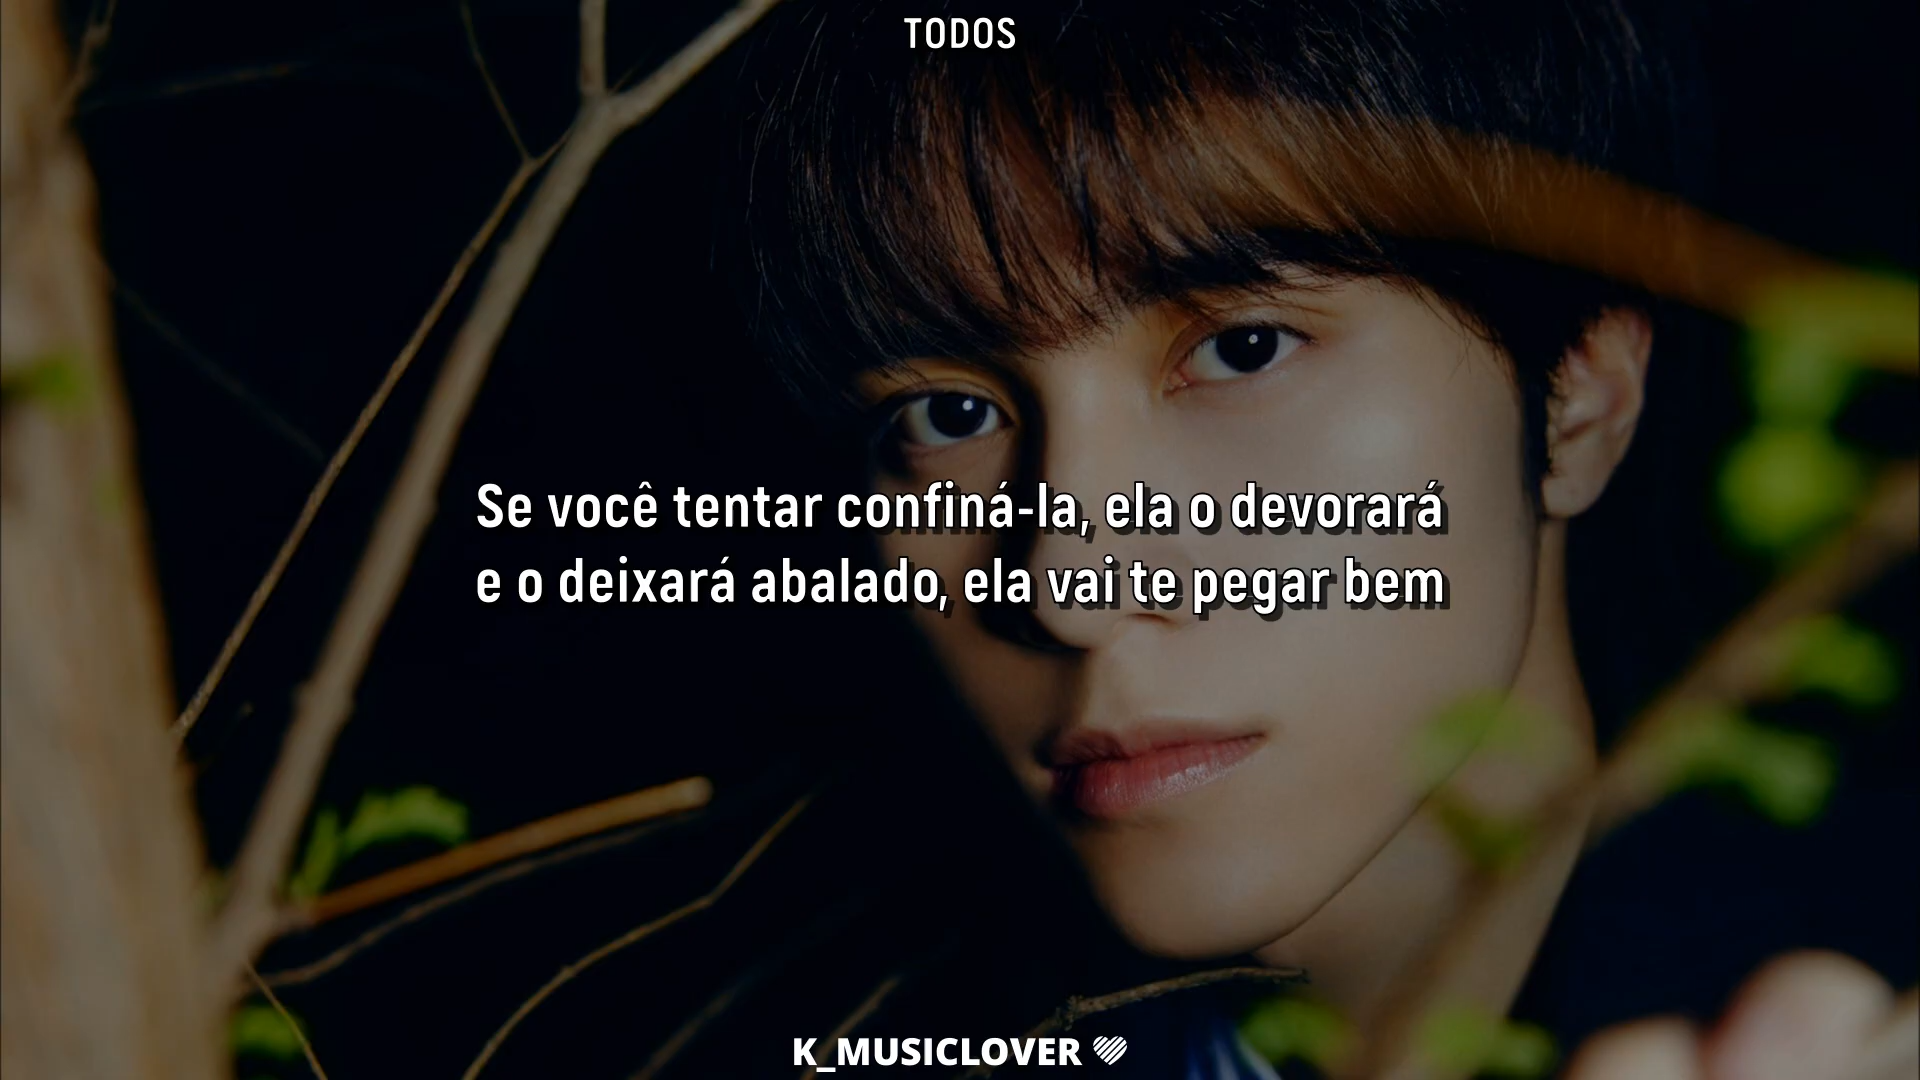 TODOS
Se você tentar confiná-la, ela o devorará
e o deixará abalado, ela vai te pegar bem
K_MUSICLOVER